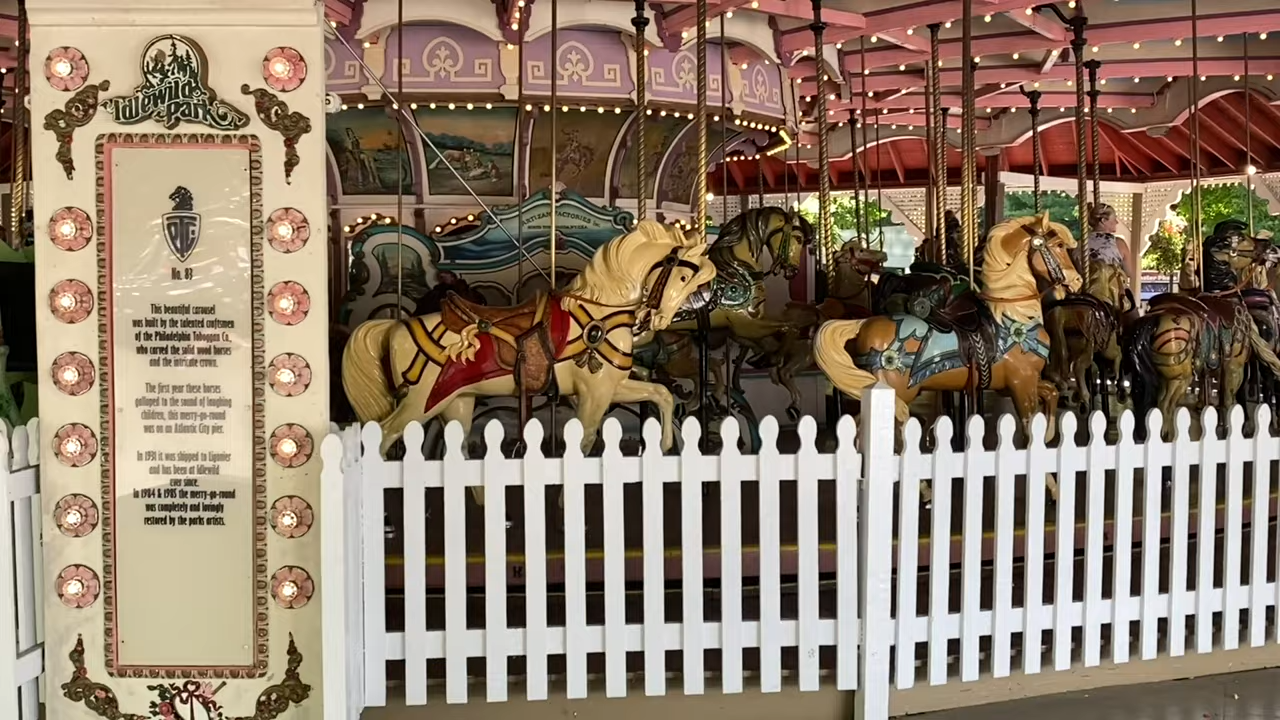 Idlewild
Park
PTC
No. 83
This beautiful carousel
was built by the talented craftsmen
of the Philadelphia Toboggan Co.,
who carved the solid wood horses
and the intricate crown.
The first year these horses
galloped to the sound of laughing
children, this merry-go-round
was on an Atlantic City pier.
In 1931 it was shipped to Ligonier
and has been at Idlewild
ever since.
In 1984 & 1985 the merry-go-round
was completely and lovingly
restored by the parks artists.
ARTIZAN FACTORIES